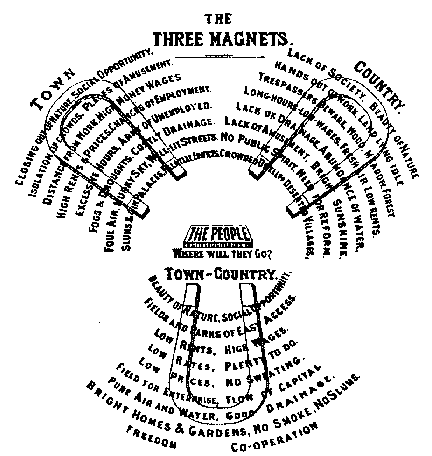 THE
THREE MAGNETS.
TOWN
CLOSING OUT OF NATURE. SOCIAL OPPORTUNITY.
ISOLATION OF CROWDS. PLACES OF AMUSEMENT.
DISTANCE FROM WORK. HIGH MONEY WAGES
HIGH RENTS & PRICES. CHANCES OF EMPLOYMENT.
EXCESSIVE HOURS. ARMY OF UNEMPLOYED.
FOGS & DROUGHTS. COSTLY DRAINAGE.
FOUL AIR. MURKY SKY. WELL-LIT STREETS.
SLUMS & GIN PALACES.
COUNTRY.
LACK OF SOCIETY. BEAUTY OF NATURE
HANDS OUT OF WORK. LAND LYING IDLE
TRESPASSERS BEWARE. WOOD, MEADOW, FOREST
LONG HOURS LOW WAGES. FRESH AIR LOW RENTS.
LACK OF DRAINAGE. ABUNDANCE OF WATER.
LACK OF AMUSEMENT. BRIGHT SUNSHINE.
NO PUBLIC SPIRIT. NEED FOR REFORM.
CROWDED DWELLINGS. DESERTED VILLAGES.
THE PEOPLE
WHERE WILL THEY GO?
TOWN-COUNTRY.
BEAUTY OF NATURE, SOCIAL OPPORTUNITY.
FIELDS AND PARKS OF EASY ACCESS.
LOW RENTS, HIGH WAGES.
LOW RATES, PLENTY TO DO.
LOW PRICES, NO SWEATING.
FIELD FOR ENTERPRISE, FLOW OF CAPITAL
PURE AIR AND WATER, GOOD DRAINAGE.
BRIGHT HOMES & GARDENS, NO SMOKE, NO SLUMS
FREEDOM CO-OPERATION